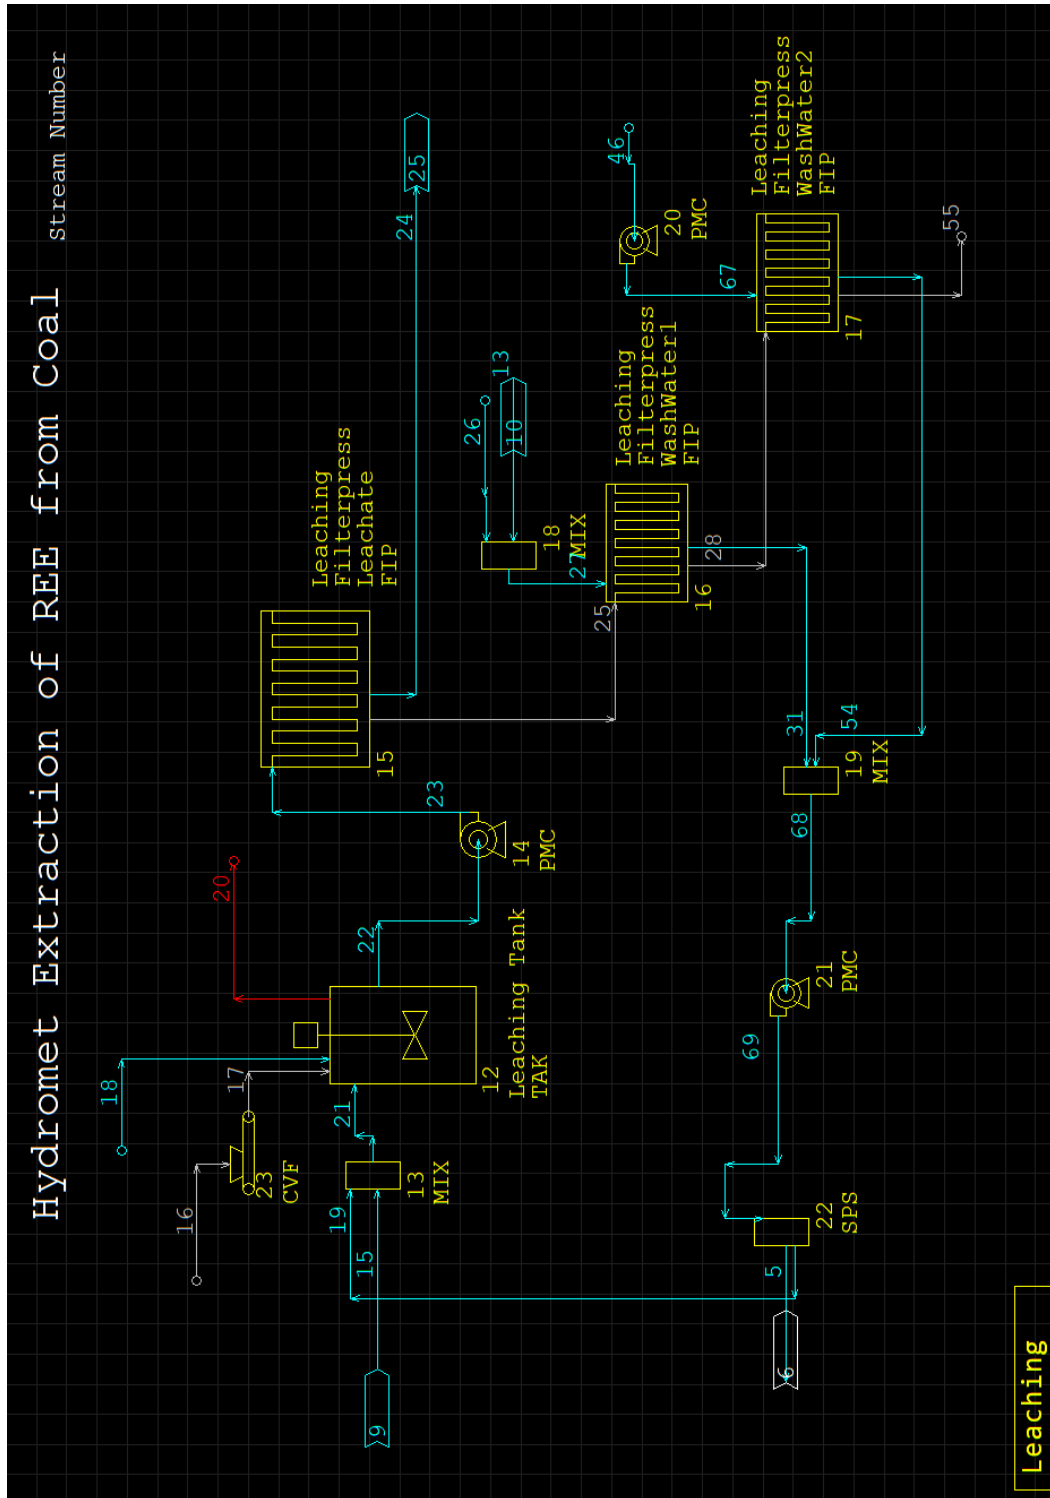 Hydromet Extraction of REE from Coal
Stream Number
18
16
17
23
CVF
20
9
15
19
13
MIX
21
12
Leaching Tank
TAK
22
14
PMC
23
15
Leaching
Filterpress
Leachate
FIP
24
25
25
26
10
13
18
MIX
27
16
Leaching
Filterpress
WashWater1
FIP
28
46
20
PMC
67
17
Leaching
Filterpress
WashWater2
FIP
55
31
54
19
MIX
68
21
PMC
69
22
SPS
5
6
Leaching